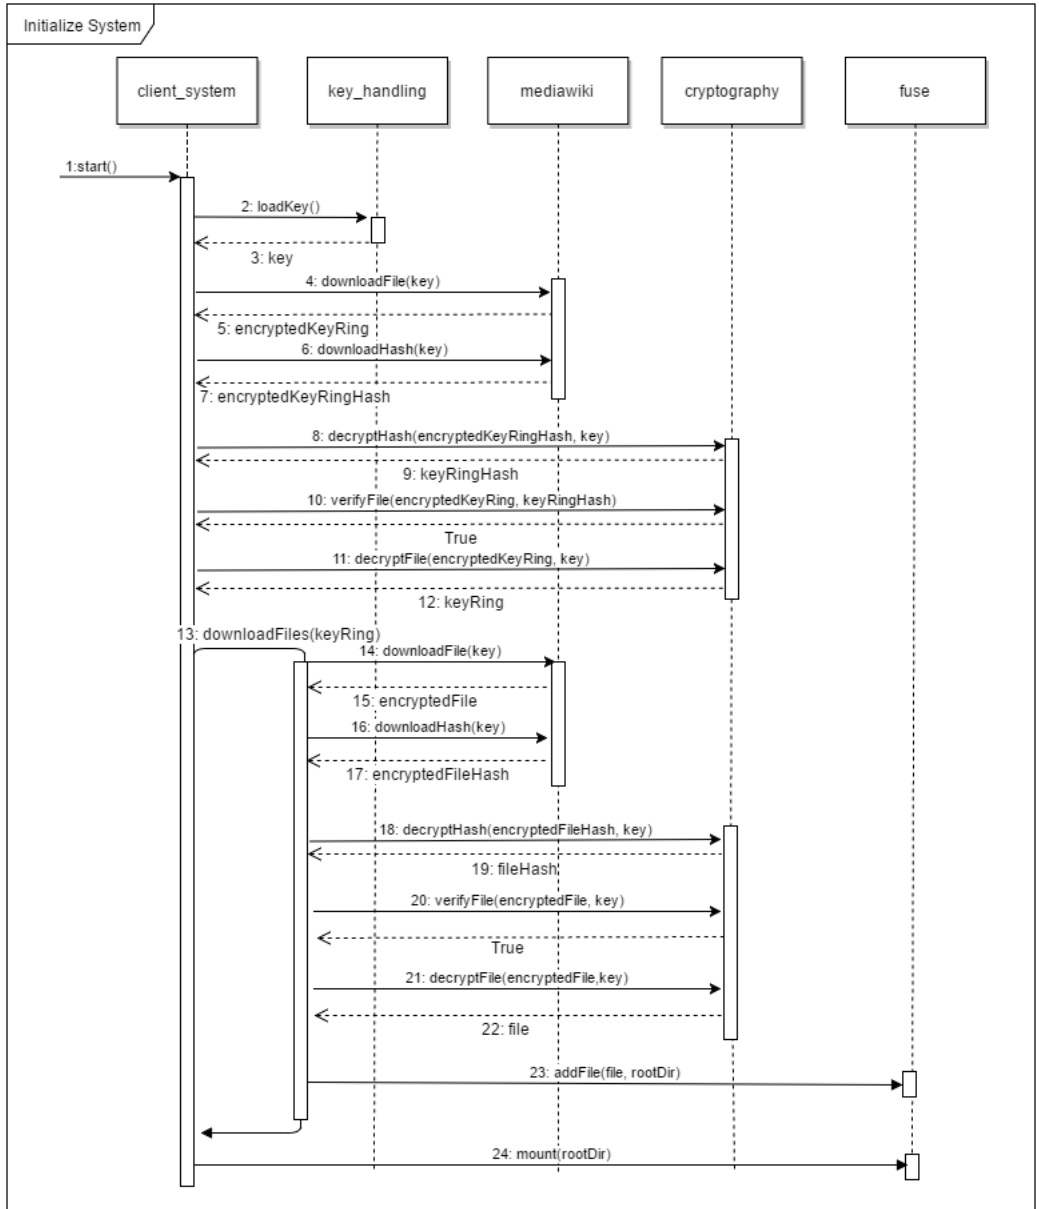 Initialize System
client_system
key_handling
mediawiki
cryptography
fuse
1:start()
2: loadKey()
3: key
4: downloadFile(key)
5: encryptedKeyRing
6: downloadHash(key)
7: encryptedKeyRingHash
8: decryptHash(encryptedKeyRingHash, key)
9: keyRingHash
10: verifyFile(encryptedKeyRing, keyRingHash)
True
11: decryptFile(encryptedKeyRing, key)
12: keyRing
13: downloadFiles(keyRing)
14: downloadFile(key)
15: encryptedFile
16: downloadHash(key)
17: encryptedFileHash
18: decryptHash(encryptedFileHash, key)
19: fileHash
20: verifyFile(encryptedFile, key)
True
21: decryptFile(encryptedFile,key)
22: file
23: addFile(file, rootDir)
24: mount(rootDir)